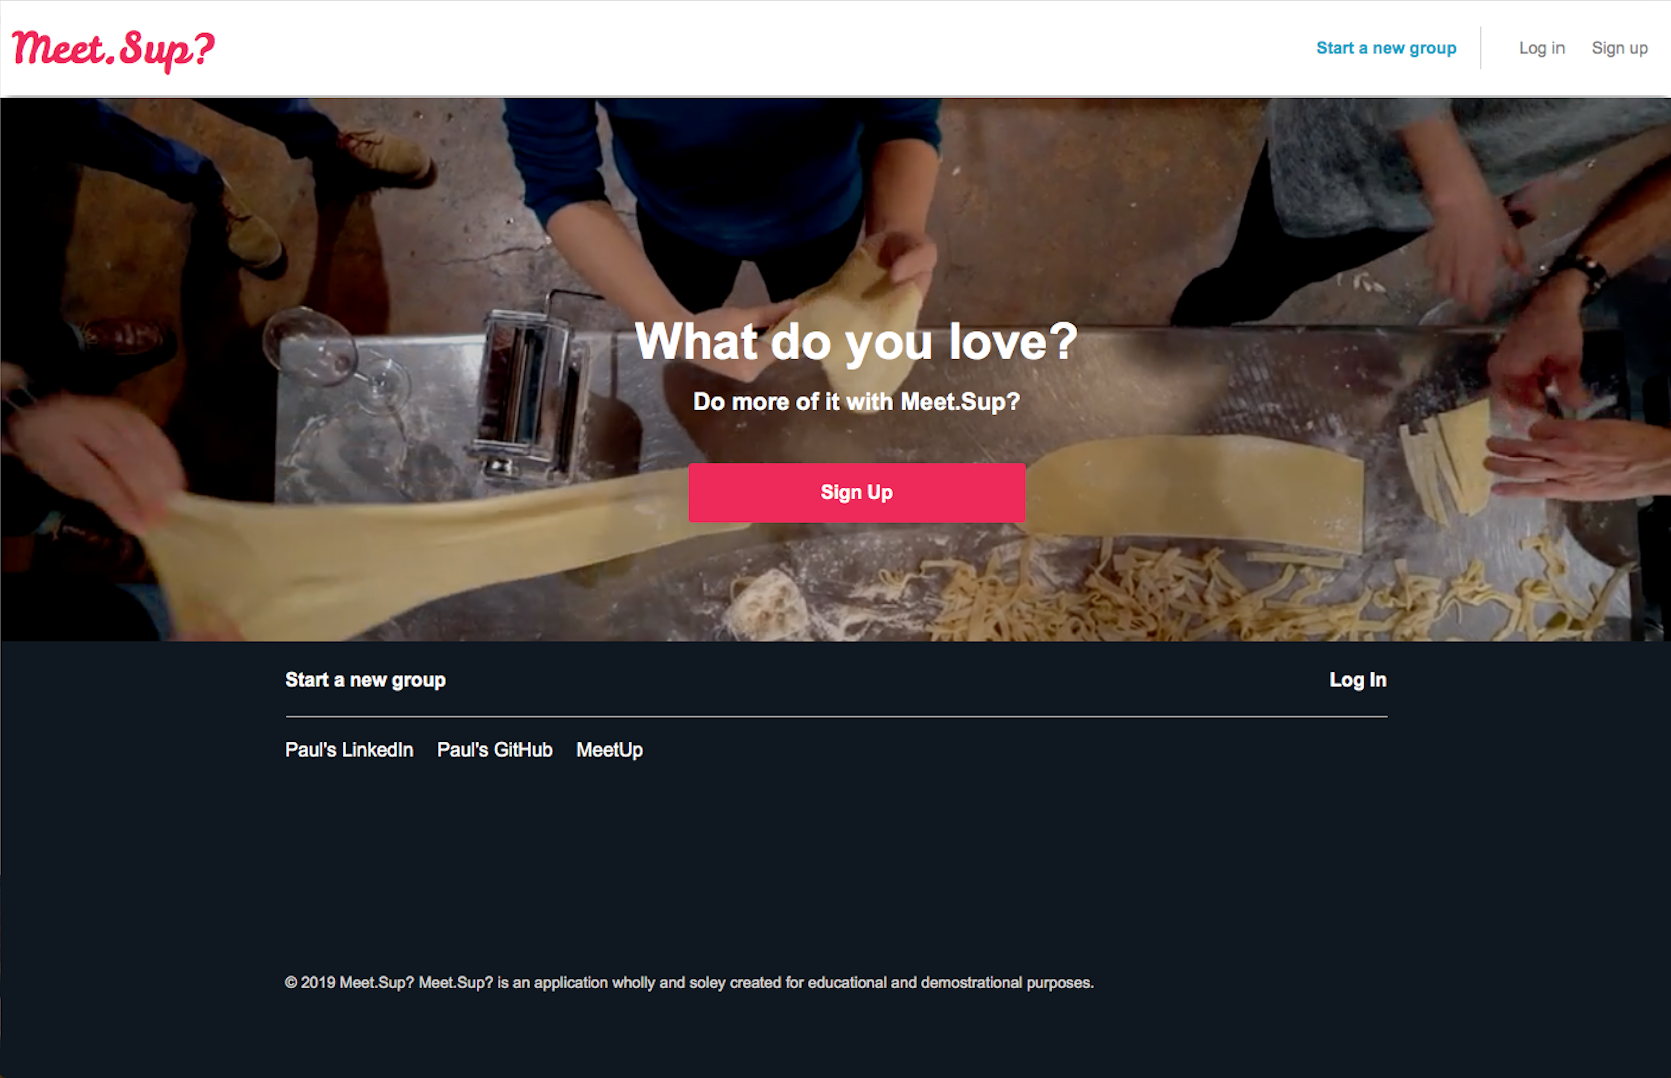 Meet.Sup?
Start a new group
Log in
Sign up
What do you love?
Do more of it with Meet.Sup?
Sign Up
Start a new group
Log In
Paul's LinkedIn
Paul's GitHub
MeetUp
© 2019 Meet.Sup? Meet.Sup? is an application wholly and soley created for educational and demostrational purposes.